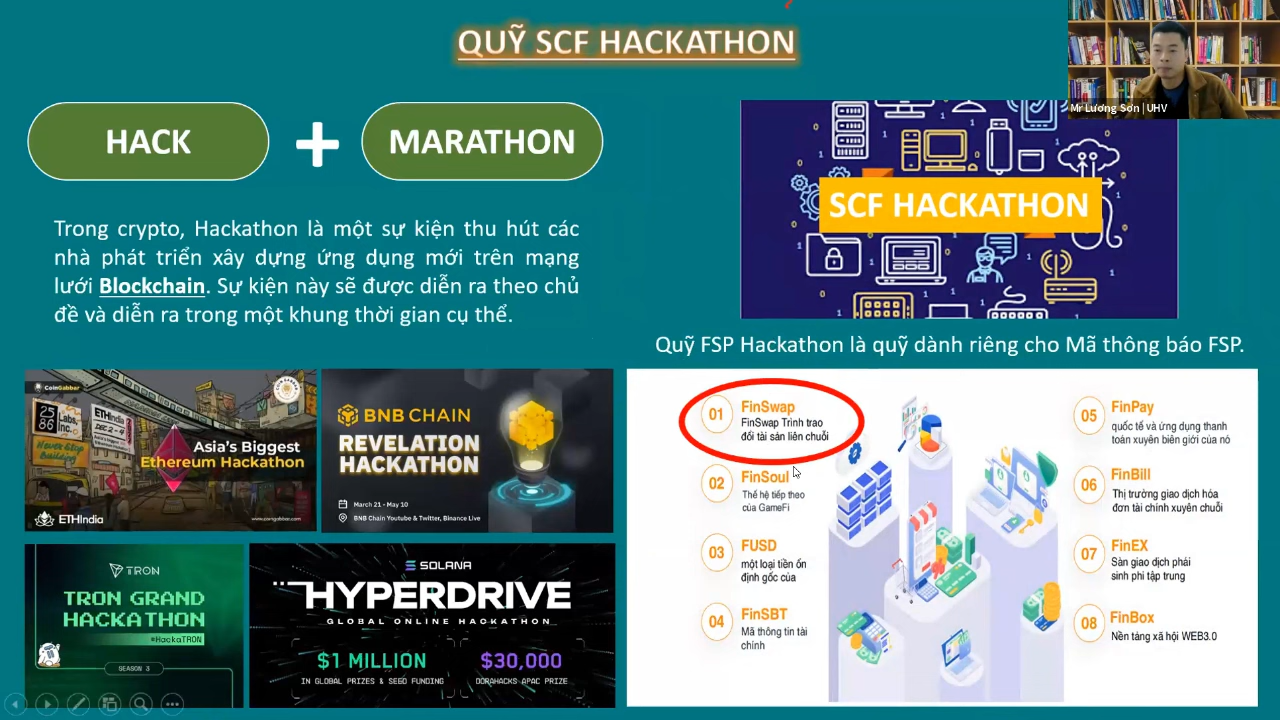 QUỸ SCF HACKATHON
Mr Lương Sơn | UHV
HACK
+
MARATHON
SCF HACKATHON
Trong crypto, Hackathon là một sự kiện thu hút các
nhà phát triển xây dựng ứng dụng mới trên mạng
lưới Blockchain. Sự kiện này sẽ được diễn ra theo chủ
đề và diễn ra trong một khung thời gian cụ thể.
Quỹ FSP Hackathon là quỹ dành riêng cho Mã thông báo FSP.
CoinGabbar
2586
Labs,
Inc.
ETHIndia
Asia's Biggest
Ethereum Hackathon
ETHIndia
www.coingabbar.com
BNB CHAIN
REVELATION
HACKATHON
March 21 - May 10
BNB Chain Youtube & Twitter, Binance Live
TRON
TRON GRAND
HACKATHON
#HackaTRON
SEASON 3
SOLANA
HYPERDRIVE
GLOBAL ONLINE HACKATHON
$1 MILLION
IN GLOBAL PRIZES & SEED FUNDING
$30,000
DORAHACKS APAC PRIZE
01
FinSwap
FinSwap Trình trao
đổi tài sản liên chuỗi
02
FinSoul
Thế hệ tiếp theo
của GameFi
03
FUSD
một loại tiền ổn
định gốc của
04
FinSBT
Mã thông tin tài
chính
05
FinPay
quốc tế và ứng dụng thanh
toán xuyên biên giới của nó
06
FinBill
Thị trường giao dịch hóa
đơn tài chính xuyên chuỗi
07
FinEX
Sàn giao dịch phái
sinh phi tập trung
08
FinBox
Nền tảng xã hội WEB3.0